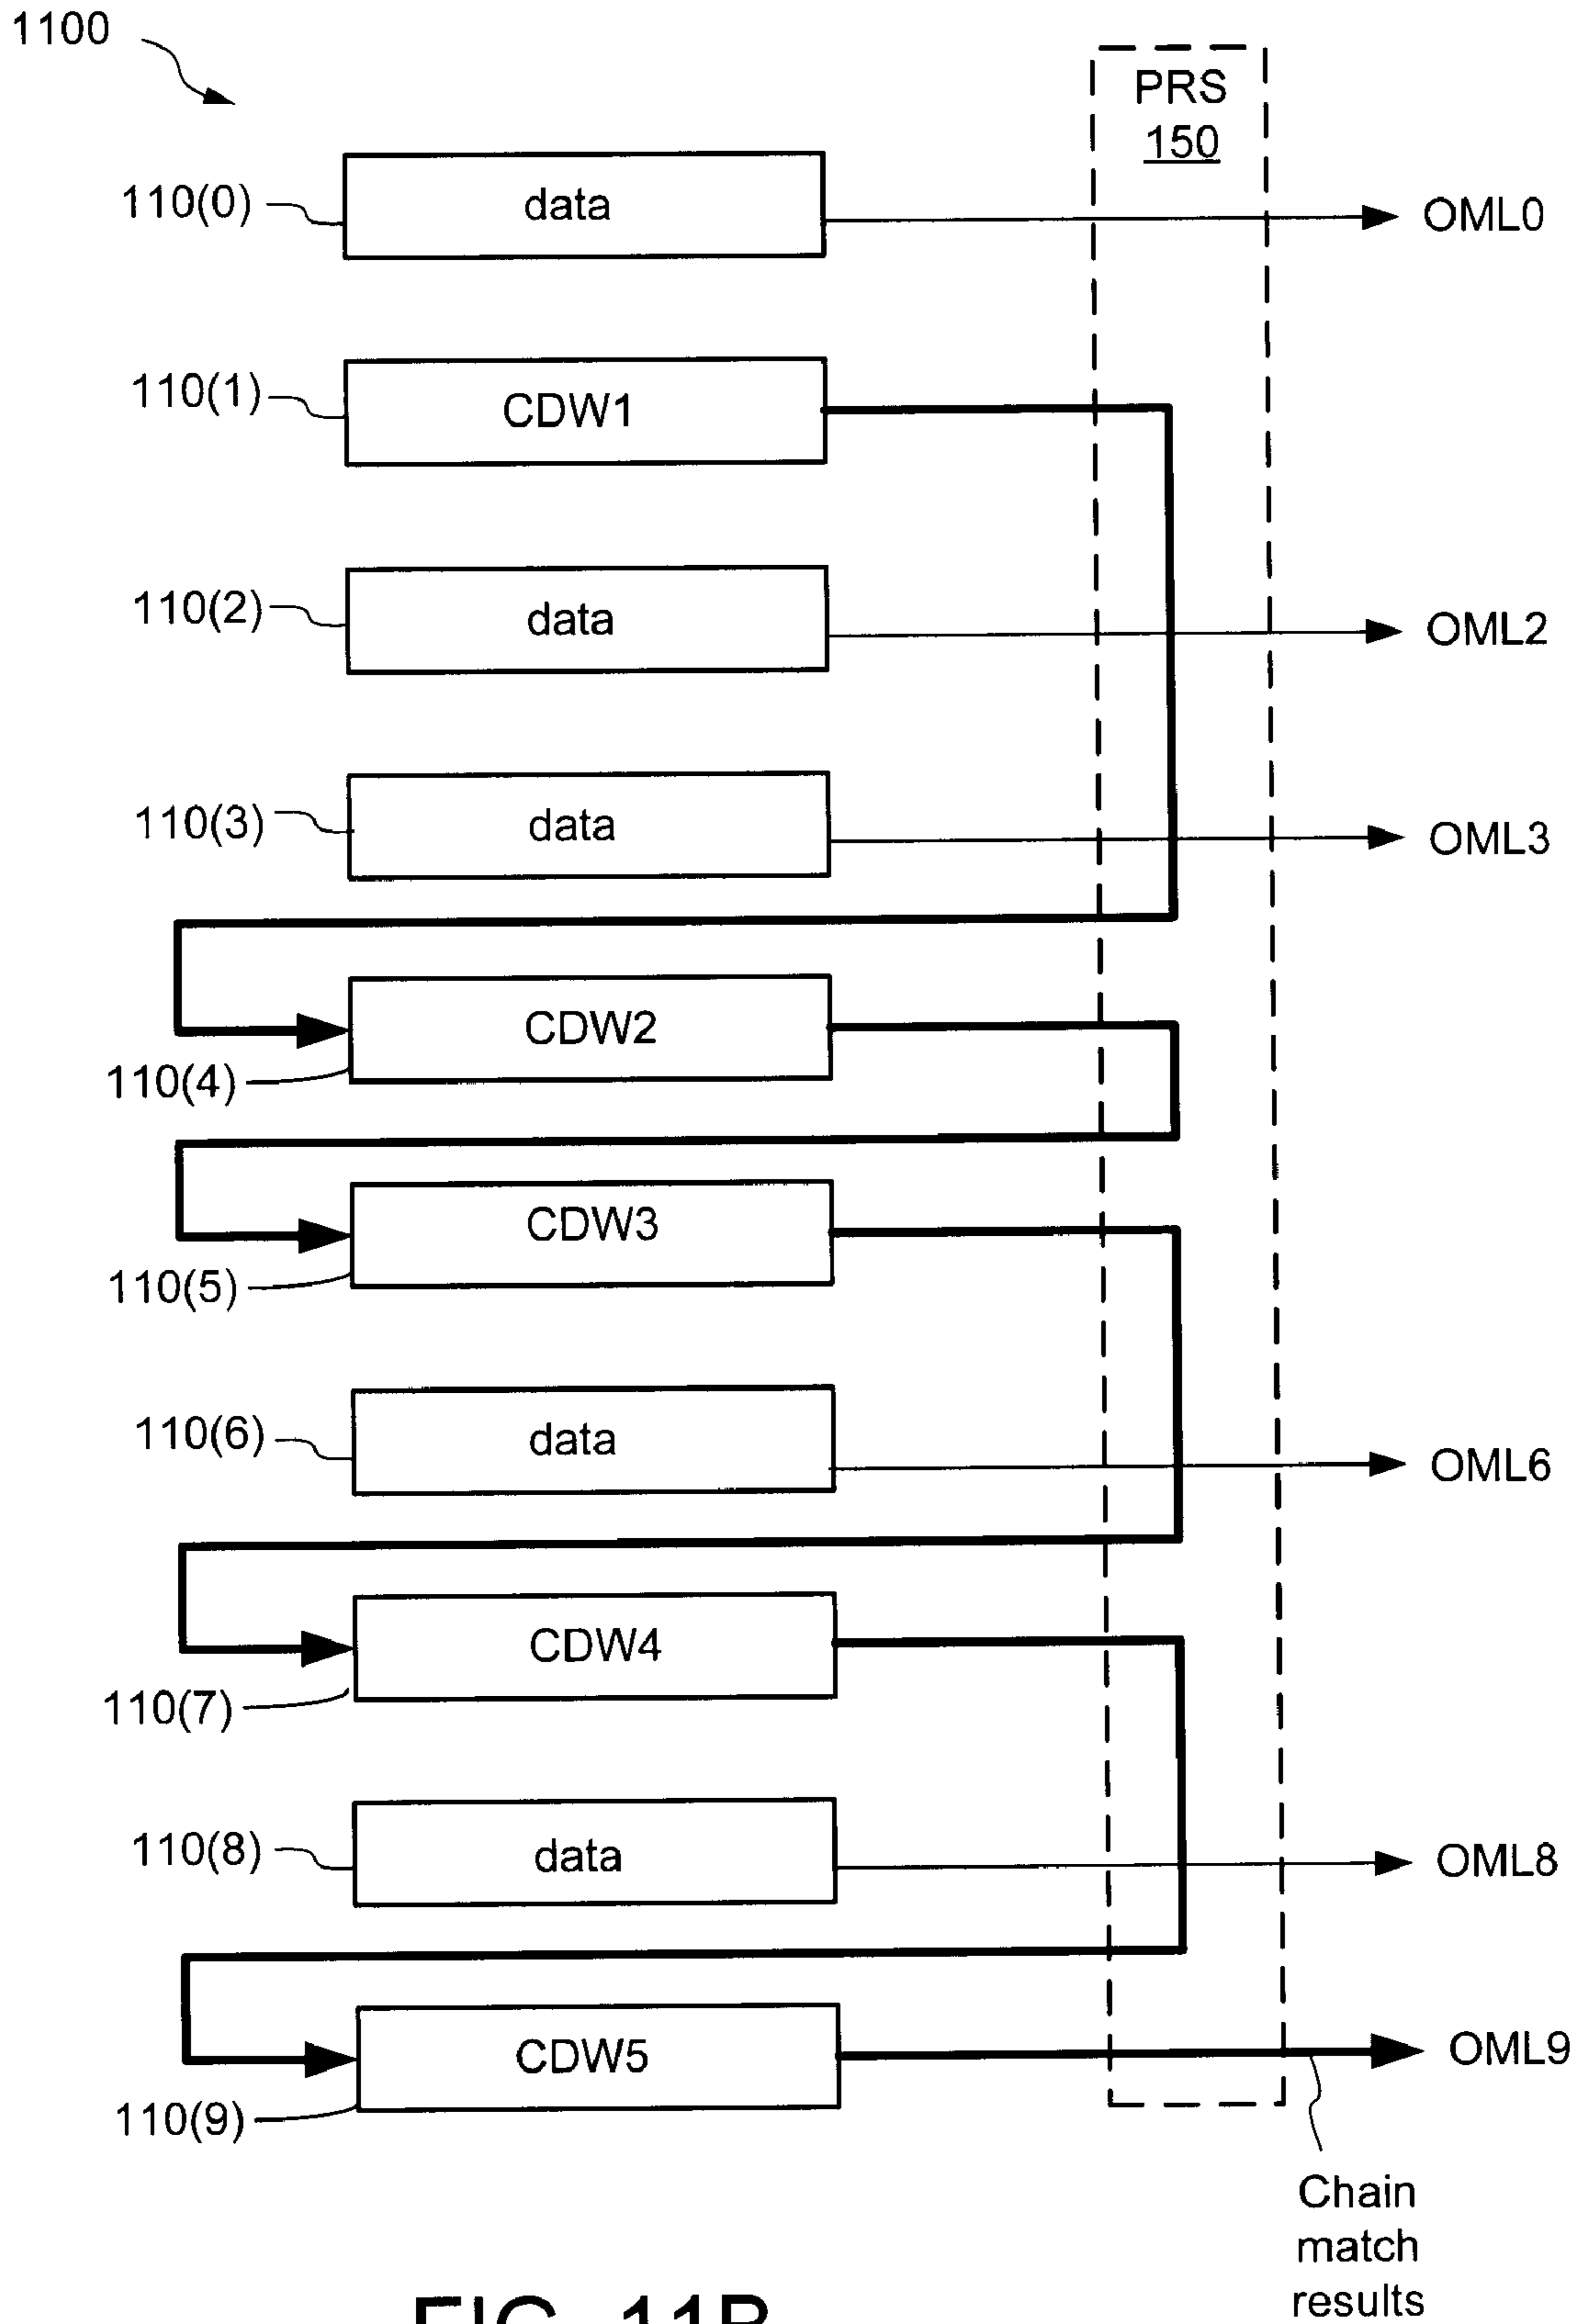 1100
PRS
150
110(0)
data
OML0
110(1)
CDW1
110(2)
data
OML2
110(3)
data
OML3
CDW2
110(4)
CDW3
110(5)
110(6)
data
OML6
CDW4
110(7)
110(8)
data
OML8
CDW5
OML9
110(9)
Chain
match
results
FIG. 11B